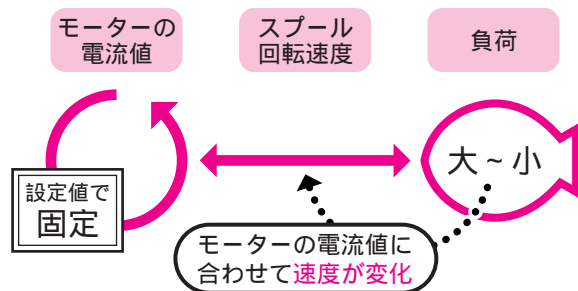 モーターの
電流値
スプール
回転速度
負荷
設定値で
固定
大~小
モーターの電流値に
合わせて速度が変化